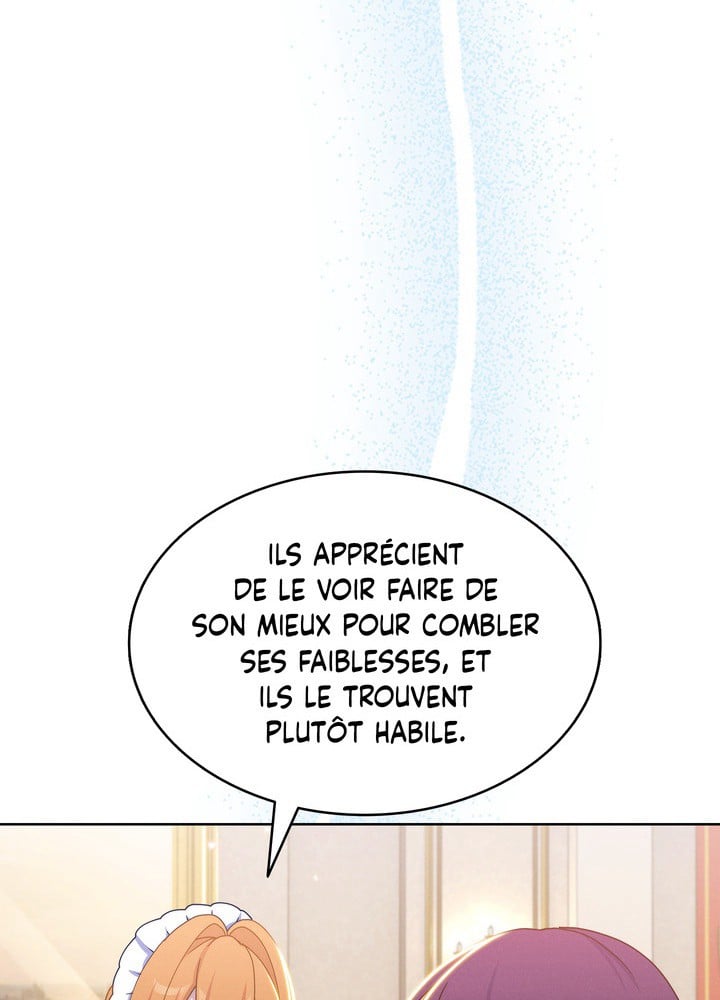 ILS APPRÉCIENT
DE LE VOIR FAIRE DE
SON MIEUX POUR COMBLER
SES FAIBLESSES, ET
ILS LE TROUVENT
PLUTÔT HABILE.